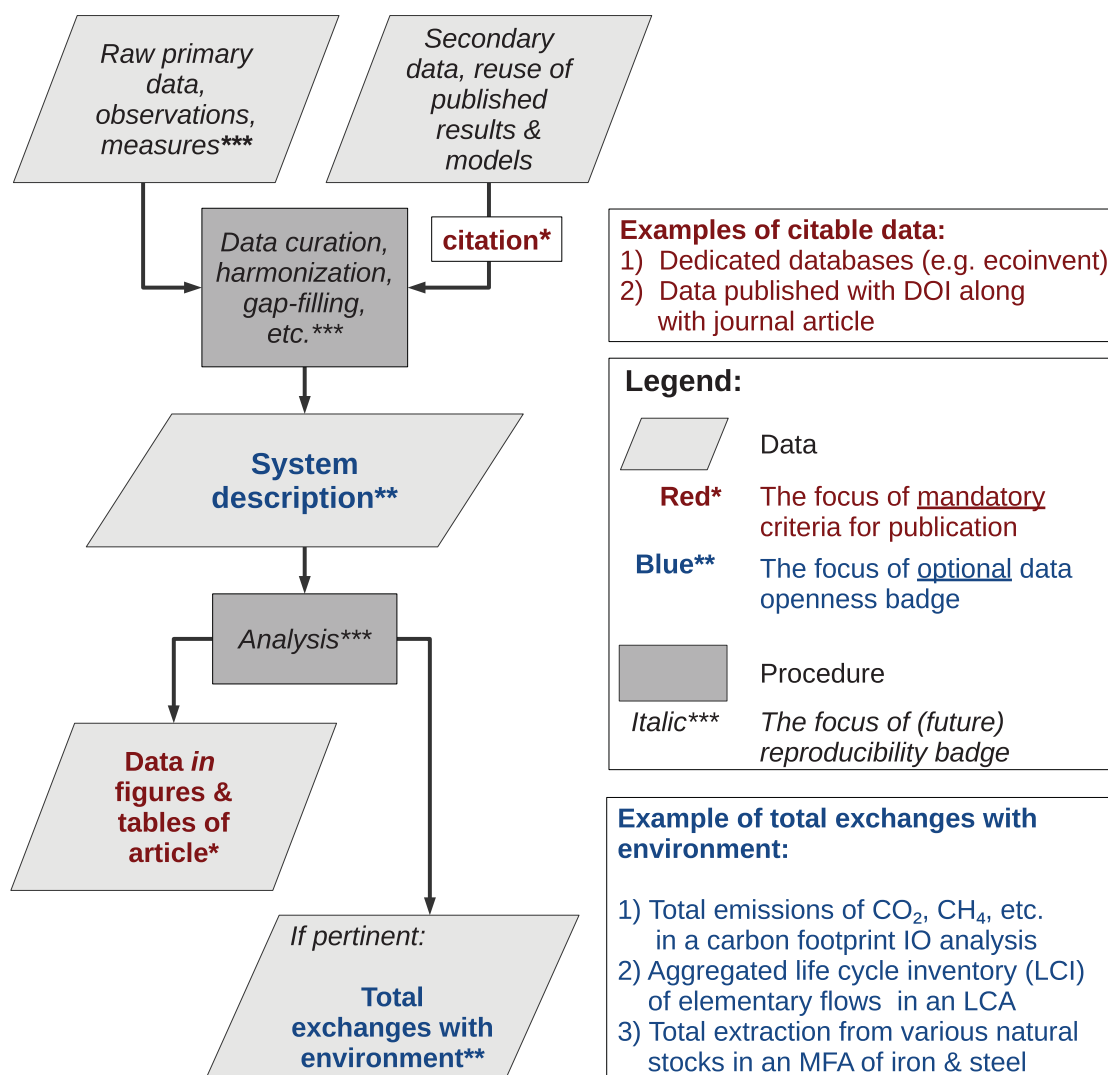 Raw primary
data,
observations,
measures***
Secondary
data, reuse of
published
results &
models
citation*
Data curation,
harmonization,
gap-filling,
etc.***
System
description**
Analysis***
Data in
figures &
tables of
article*
If pertinent:
Total
exchanges with
environment**
Examples of citable data:
1) Dedicated databases (e.g. ecoinvent)
2) Data published with DOI along
with journal article
Legend:
Data
Red* The focus of mandatory
criteria for publication
Blue** The focus of optional data
openness badge
Procedure
Italic*** The focus of (future)
reproducibility badge
Example of total exchanges with
environment:
1) Total emissions of CO₂, CH₄, etc.
in a carbon footprint IO analysis
2) Aggregated life cycle inventory (LCI)
of elementary flows in an LCA
3) Total extraction from various natural
stocks in an MFA of iron & steel